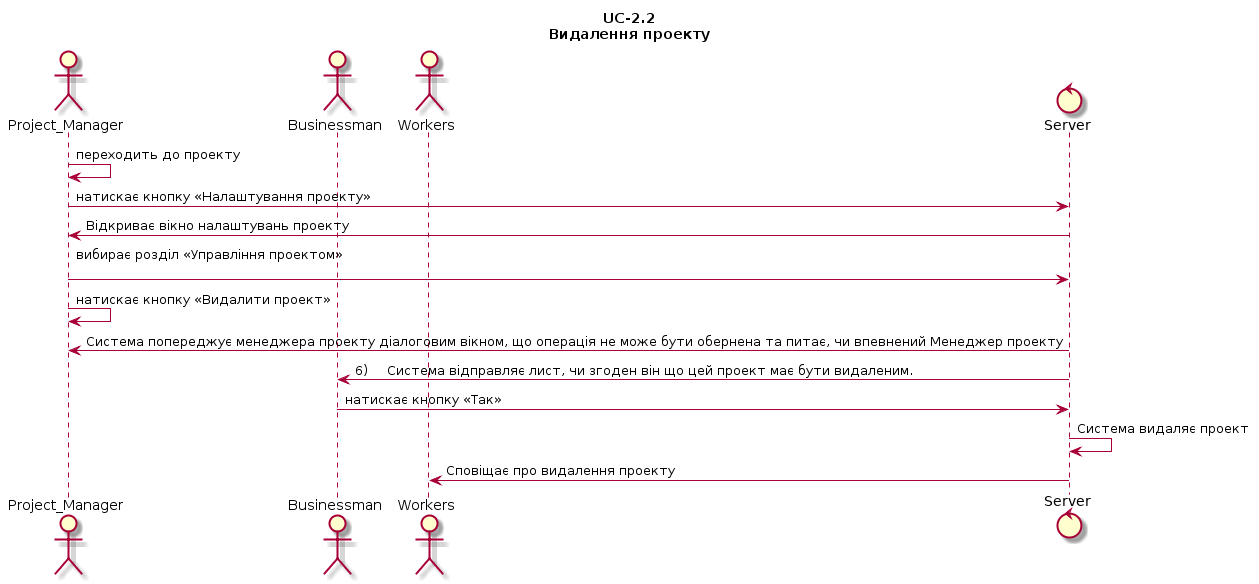 UC-2.2
Видалення проекту
Project_Manager
Businessman
Workers
Server
переходить до проекту
натискає кнопку «Налаштування проекту»
Відкриває вікно налаштувань проекту
вибирає розділ «Управління проектом»
натискає кнопку «Видалити проект»
Система попереджує менеджера проекту діалоговим вікном, що операція не може бути обернена та питає, чи впевнений Менеджер проекту
6) Система відправляє лист, чи згоден він що цей проект має бути видаленим.
натискає кнопку «Так»
Система видаляє проект
Сповіщає про видалення проекту
Project_Manager
Businessman
Workers
Server